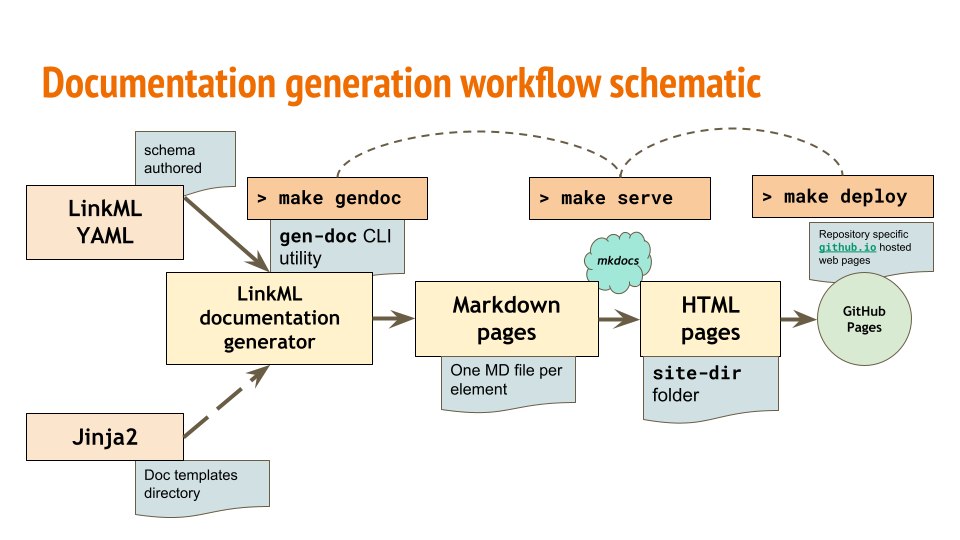 Documentation generation workflow schematic
schema
authored
LinkML
YAML
> make gendoc
gen-doc CLI
utility
> make serve
> make deploy
Repository specific
github.io hosted
web pages
mkdocs
LinkML
documentation
generator
Markdown
pages
One MD file per
element
HTML
pages
site-dir
folder
GitHub
Pages
Jinja2
Doc templates
directory